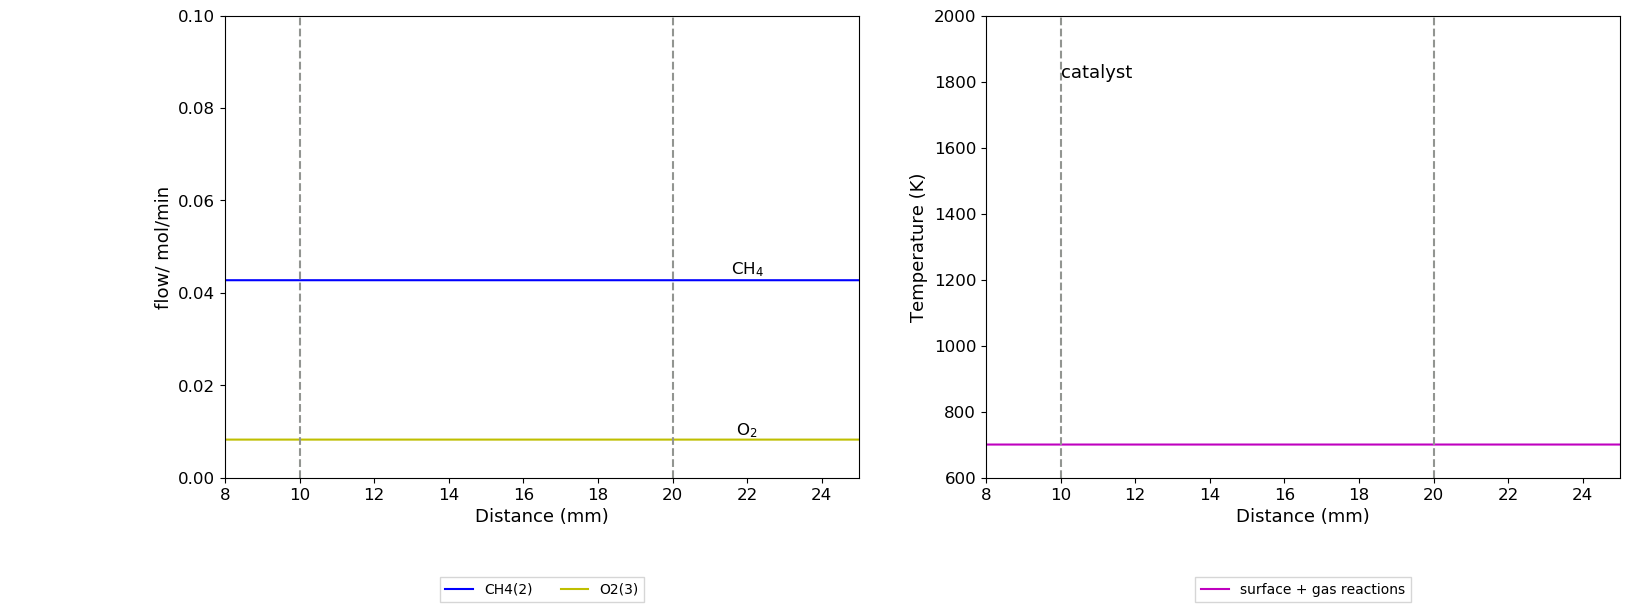 0.10
0.08
0.06
0.04
0.02
0.00
flow/ mol/min
CH₄
O₂
8 10 12 14 16 18 20 22 24
Distance (mm)
CH4(2) O2(3)
2000
1800
1600
1400
1200
1000
800
600
Temperature (K)
catalyst
8 10 12 14 16 18 20 22 24
Distance (mm)
surface + gas reactions